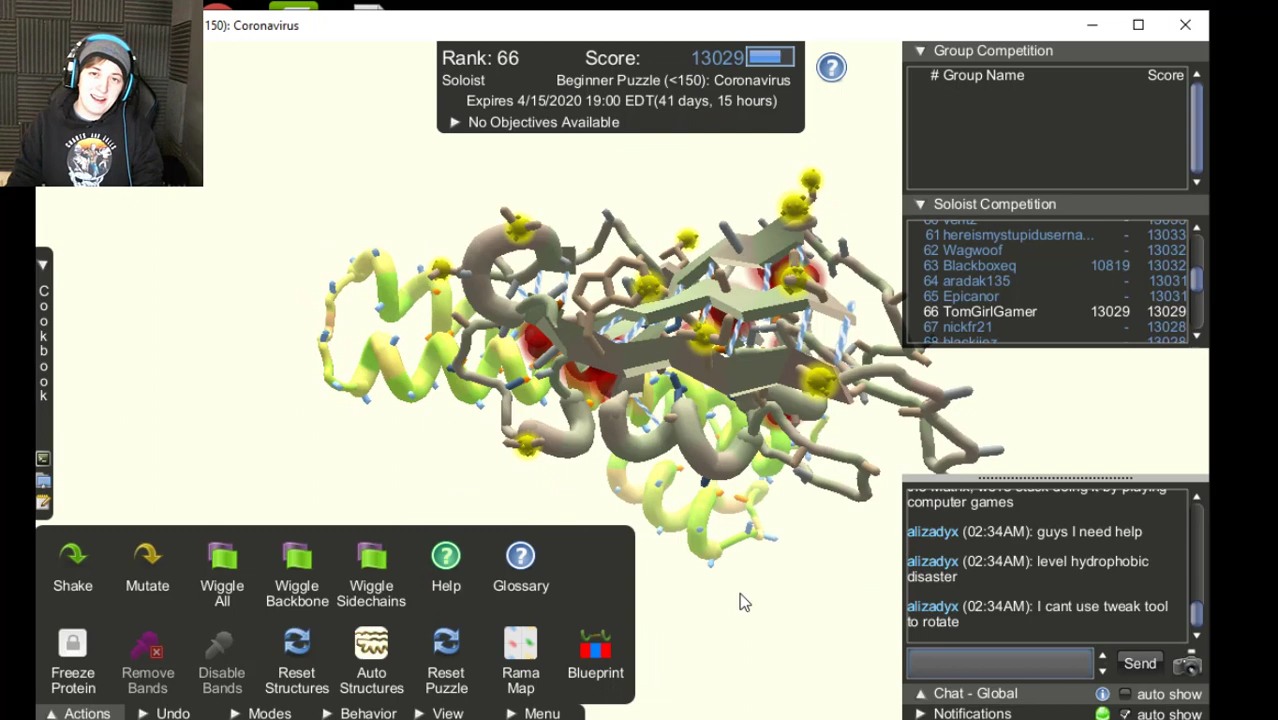 150): Coronavirus
Rank: 66 Score: 13029
Soloist Beginner Puzzle (<150): Coronavirus
Expires 4/15/2020 19:00 EDT(41 days, 15 hours)
No Objectives Available
?
Group Competition
# Group Name Score
Soloist Competition
61 hereismystupiduserna... - 13033
62 Wagwoof - 13032
63 Blackboxeq 10819 13032
64 aradak135 - 13031
65 Epicanor - 13031
66 TomGirlGamer 13029 13029
67 nickfr21 - 13028
Cookbook
computer games
alizadyx (02:34AM): guys I need help
alizadyx (02:34AM): level hydrophobic
disaster
alizadyx (02:34AM): I cant use tweak tool
to rotate
Send
Chat - Global auto show
Notifications auto show
Shake
Mutate
Wiggle
All
Wiggle
Backbone
Wiggle
Sidechains
Help
Glossary
Freeze
Protein
Remove
Bands
Disable
Bands
Reset
Structures
Auto
Structures
Reset
Puzzle
Rama
Map
Blueprint
Actions Undo Modes Behavior View Menu